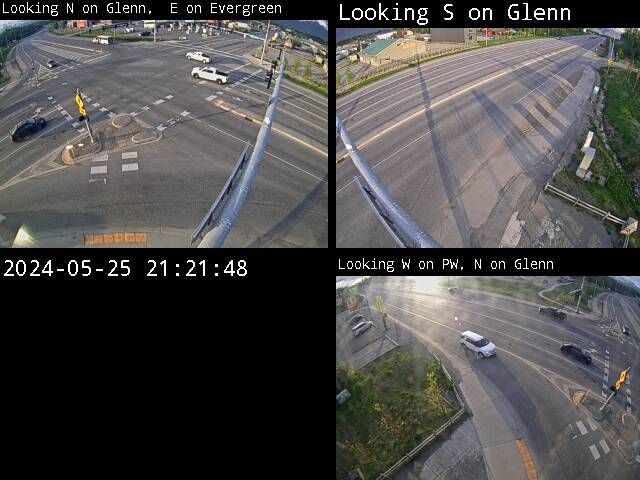 Looking N on Glenn, E on Evergreen
Looking S on Glenn
2024-05-25 21:21:48
Looking W on PW, N on Glenn